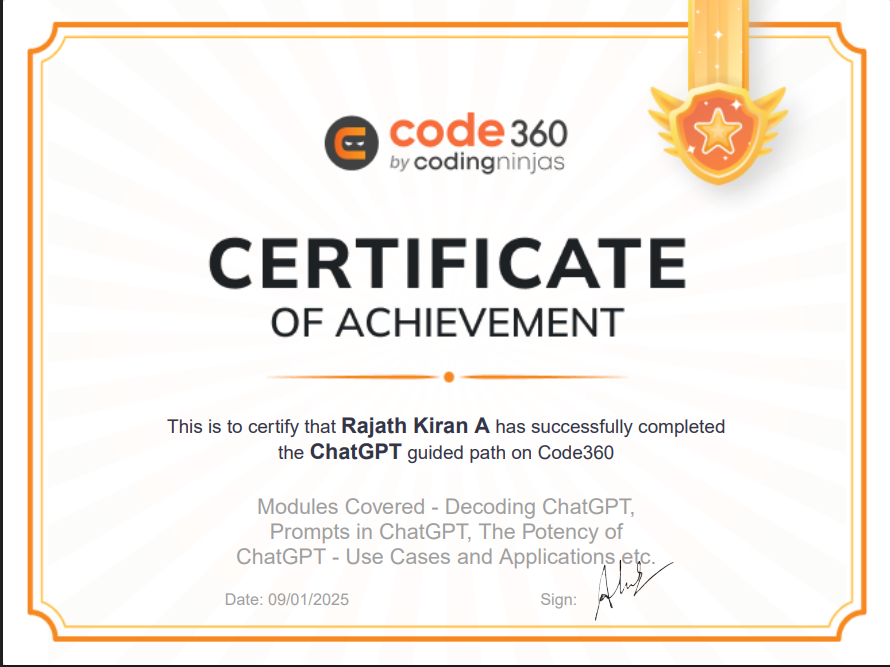 code 360
by codingninjas
CERTIFICATE
OF ACHIEVEMENT
This is to certify that Rajath Kiran A has successfully completed
the ChatGPT guided path on Code360
Modules Covered - Decoding ChatGPT,
Prompts in ChatGPT, The Potency of
ChatGPT - Use Cases and Applications etc.
Date: 09/01/2025 Sign: